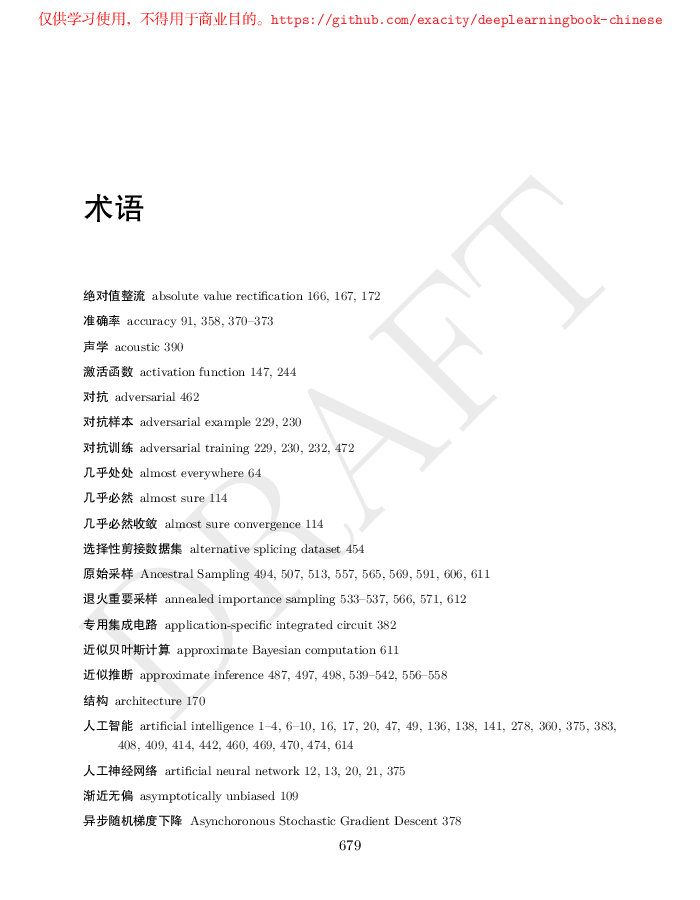 仅供学习使用，不得用于商业目的。https://github.com/exacity/deeplearningbook-chinese
术语
绝对值整流 absolute value rectification 166, 167, 172
准确率 accuracy 91, 358, 370–373
声学 acoustic 390
激活函数 activation function 147, 244
对抗 adversarial 462
对抗样本 adversarial example 229, 230
对抗训练 adversarial training 229, 230, 232, 472
几乎处处 almost everywhere 64
几乎必然 almost sure 114
几乎必然收敛 almost sure convergence 114
选择性剪接数据集 alternative splicing dataset 454
原始采样 Ancestral Sampling 494, 507, 513, 557, 565, 569, 591, 606, 611
退火重要采样 annealed importance sampling 533–537, 566, 571, 612
专用集成电路 application-specific integrated circuit 382
近似贝叶斯计算 approximate Bayesian computation 611
近似推断 approximate inference 487, 497, 498, 539–542, 556–558
结构 architecture 170
人工智能 artificial intelligence 1–4, 6–10, 16, 17, 20, 47, 49, 136, 138, 141, 278, 360, 375, 383,
408, 409, 414, 442, 460, 469, 470, 474, 614
人工神经网络 artificial neural network 12, 13, 20, 21, 375
渐近无偏 asymptotically unbiased 109
异步随机梯度下降 Asynchoronous Stochastic Gradient Descent 378
679
DRAFT